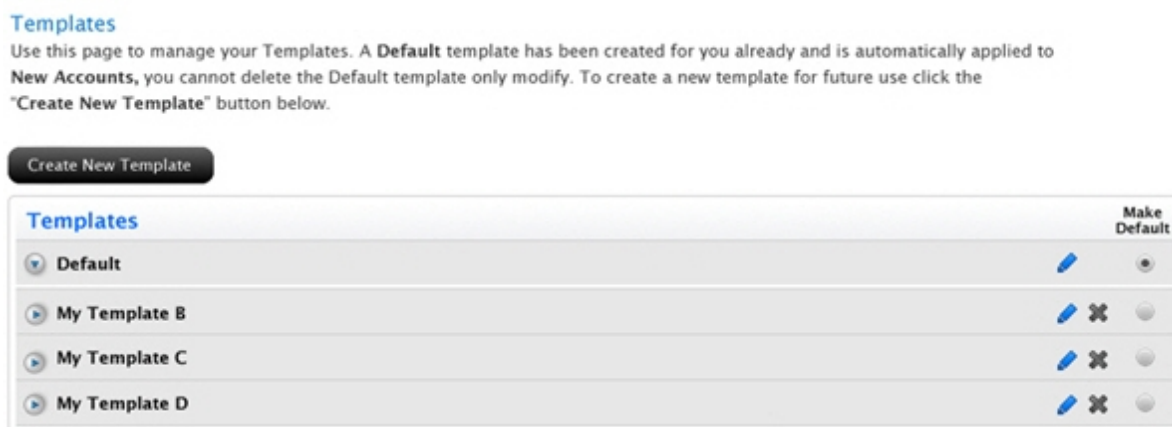 Templates
Use this page to manage your Templates. A Default template has been created for you already and is automatically applied to
New Accounts, you cannot delete the Default template only modify. To create a new template for future use click the
"Create New Template" button below.
Create New Template
Templates
Make
Default
Default
My Template B
My Template C
My Template D